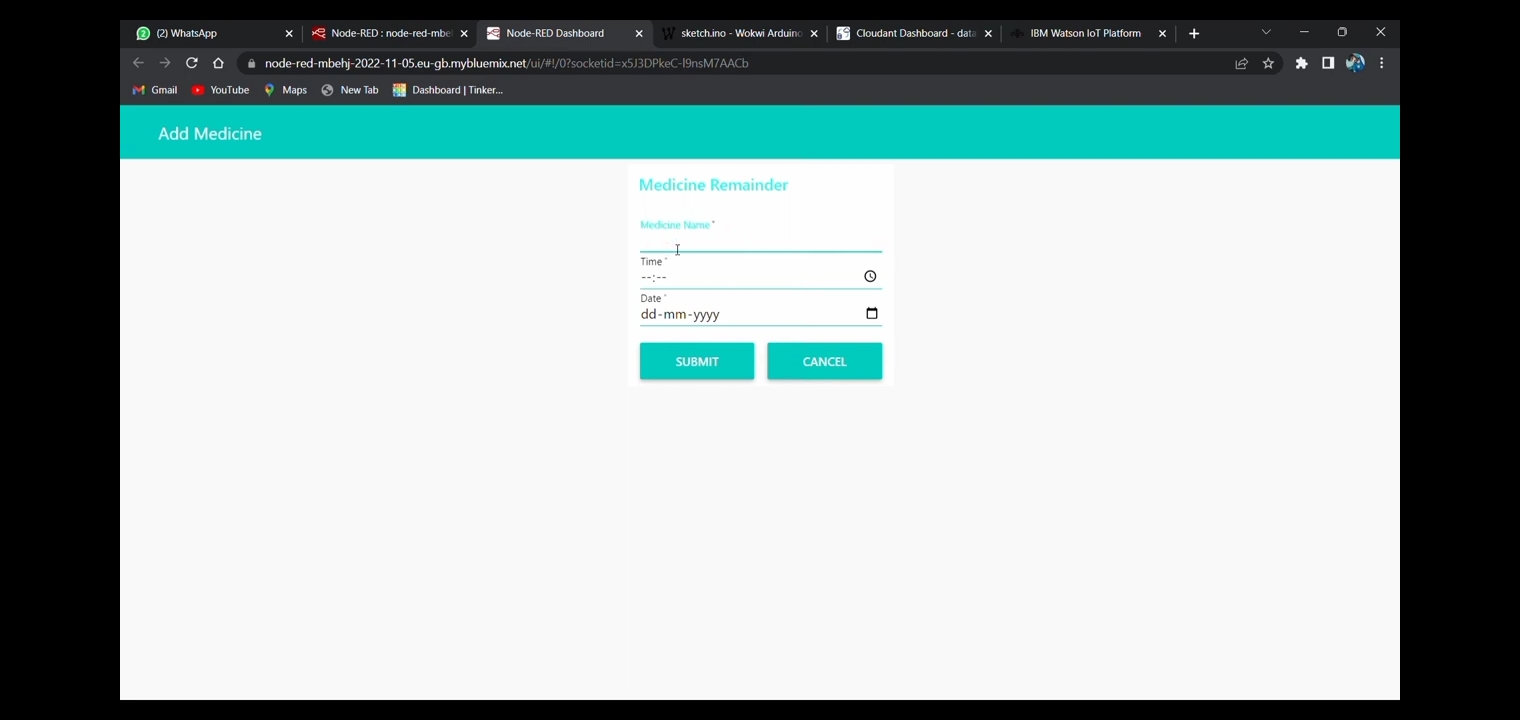 (2) WhatsApp
Node-RED : node-red-mbeh
Node-RED Dashboard
sketch.ino - Wokwi Arduino
Cloudant Dashboard - data
IBM Watson IoT Platform
node-red-mbehj-2022-11-05.eu-gb.mybluemix.net/ui/#!/0?socketid=x5J3DPkeC-l9nsM7AACb
Gmail
YouTube
Maps
New Tab
Dashboard | Tinker...
Add Medicine
Medicine Remainder
Medicine Name *
Time *
--:--
Date *
dd-mm-yyyy
SUBMIT
CANCEL